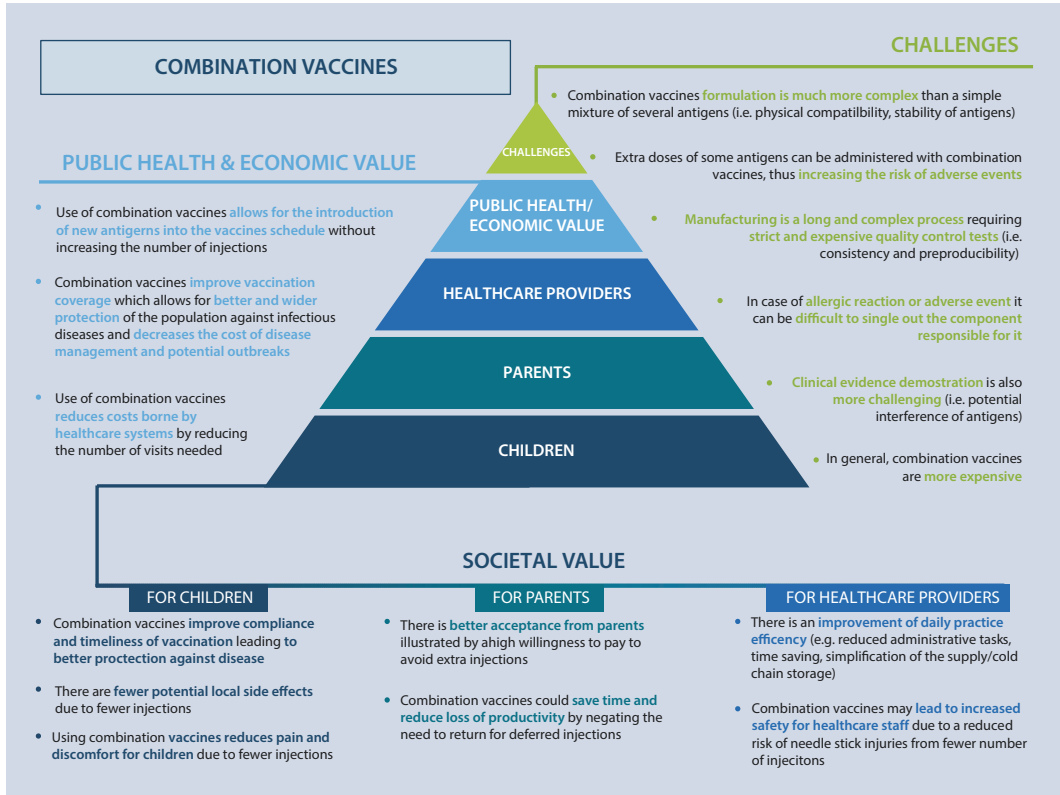 COMBINATION VACCINES
CHALLENGES
• Combination vaccines formulation is much more complex than a simple
mixture of several antigens (i.e. physical compatilbility, stability of antigens)
• Extra doses of some antigens can be administered with combination
vaccines, thus increasing the risk of adverse events
• Manufacturing is a long and complex process requiring
strict and expensive quality control tests (i.e.
consistency and preproducibility)
• In case of allergic reaction or adverse event it
can be difficult to single out the component
responsible for it
• Clinical evidence demostration is also
more challenging (i.e. potential
interference of antigens)
• In general, combination vaccines
are more expensive
PUBLIC HEALTH & ECONOMIC VALUE
• Use of combination vaccines allows for the introduction
of new antigerns into the vaccines schedule without
increasing the number of injections
• Combination vaccines improve vaccination
coverage which allows for better and wider
protection of the population against infectious
diseases and decreases the cost of disease
management and potential outbreaks
• Use of combination vaccines
reduces costs borne by
healthcare systems by reducing
the number of visits needed
CHALLENGES
PUBLIC HEALTH/
ECONOMIC VALUE
HEALTHCARE PROVIDERS
PARENTS
CHILDREN
SOCIETAL VALUE
FOR CHILDREN
• Combination vaccines improve compliance
and timeliness of vaccination leading to
better proctection against disease
• There are fewer potential local side effects
due to fewer injections
• Using combination vaccines reduces pain and
discomfort for children due to fewer injections
FOR PARENTS
• There is better acceptance from parents
illustrated by ahigh willingness to pay to
avoid extra injections
• Combination vaccines could save time and
reduce loss of productivity by negating the
need to return for deferred injections
FOR HEALTHCARE PROVIDERS
• There is an improvement of daily practice
efficency (e.g. reduced administrative tasks,
time saving, simplification of the supply/cold
chain storage)
• Combination vaccines may lead to increased
safety for healthcare staff due to a reduced
risk of needle stick injuries from fewer number
of injecitons